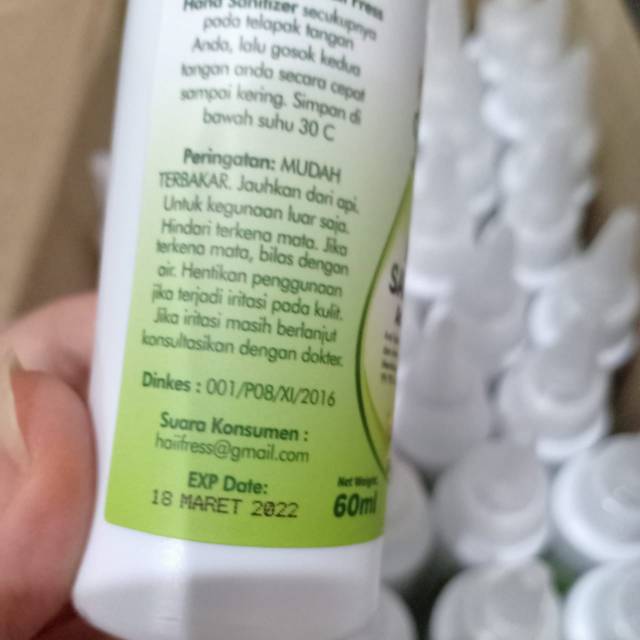 Hand Sanitizer secukupnya
pada telapak tangan
Anda, lalu gosok kedua
tangan anda secara cepat
sampai kering. Simpan di
bawah suhu 30 C
Peringatan: MUDAH
TERBAKAR. Jauhkan dari api.
Untuk kegunaan luar saja.
Hindari terkena mata. Jika
terkena mata, bilas dengan
air. Hentikan penggunaan
jika terjadi iritasi pada kulit.
Jika iritasi masih berlanjut
konsultasikan dengan dokter.
Dinkes : 001/P08/XI/2016
Suara Konsumen :
haiifress@gmail.com
EXP Date:
18 MARET 2022
Net Weight
60ml